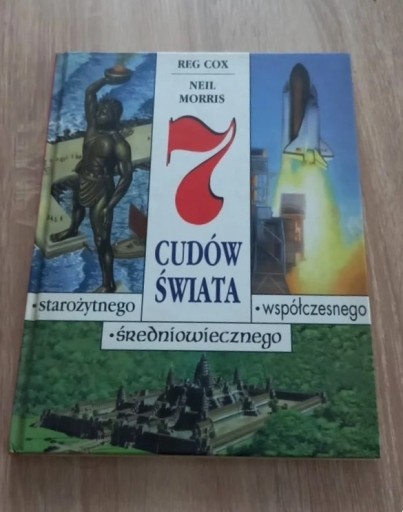 REG COX
NEIL
MORRIS
7
CUDÓW
ŚWIATA
•starożytnego
•współczesnego
•średniowiecznego